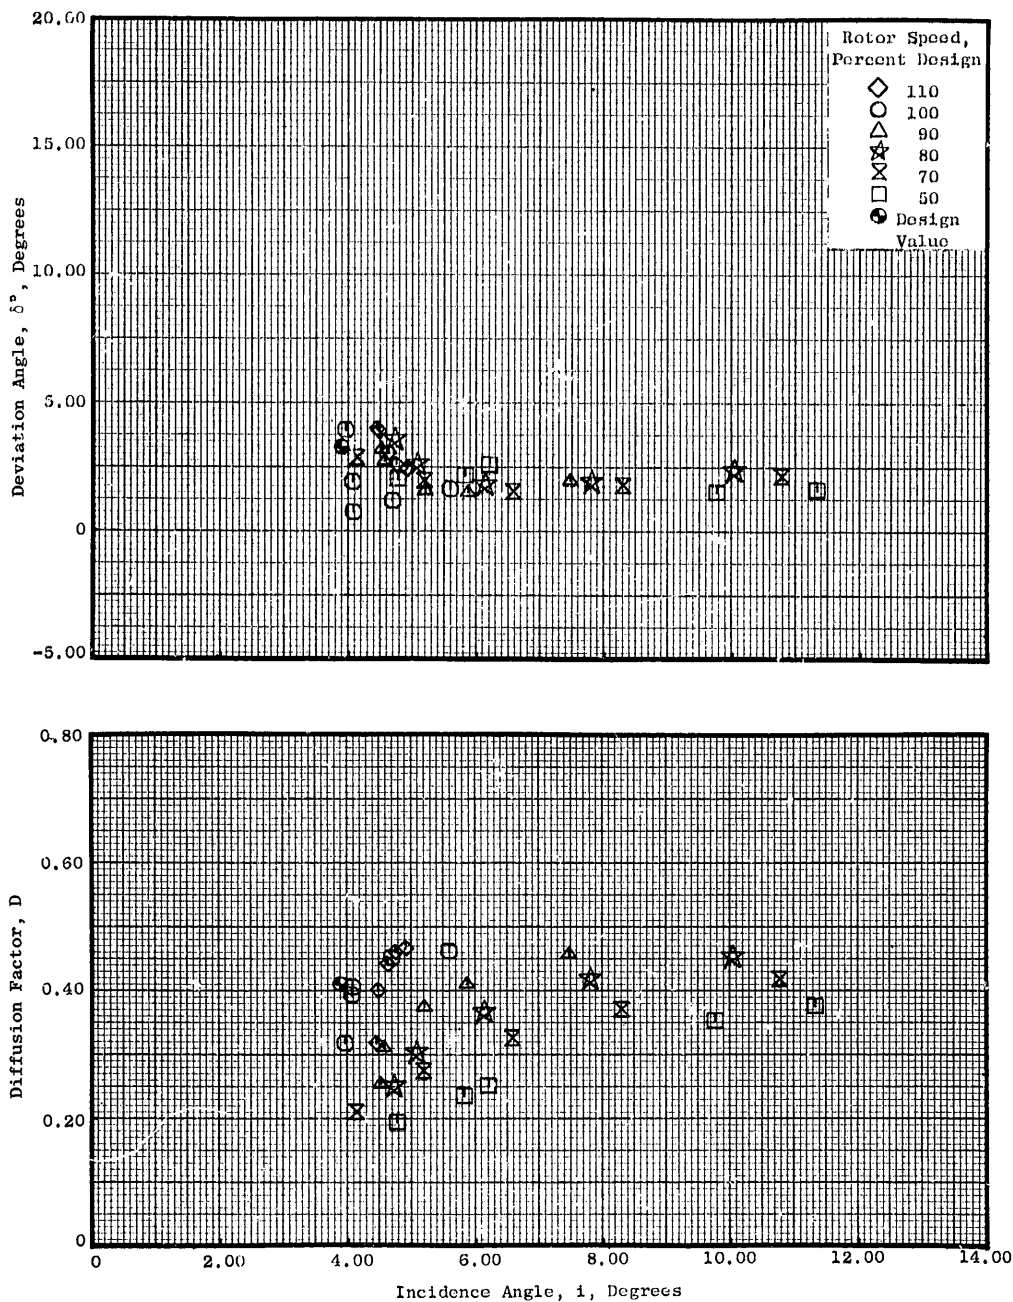 20.00
Rotor Speed,
Percent Design
110
100
90
80
70
50
Design
Value
15.00
10.00
5.00
0
-5.00
Deviation Angle, δ°, Degrees
0.80
0.60
0.40
0.20
0
Diffusion Factor, D
0 2.00 4.00 6.00 8.00 10.00 12.00 14.00
Incidence Angle, i, Degrees